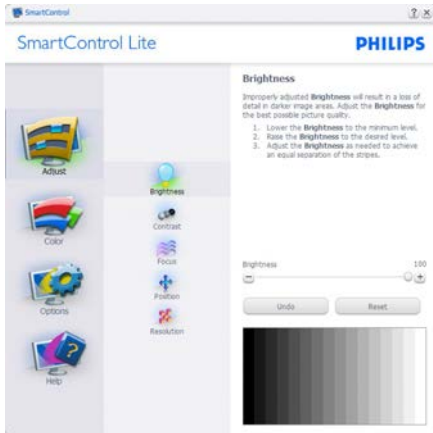 SmartControl
SmartControl Lite
PHILIPS
Adjust
Color
Options
Help
Brightness
Contrast
Focus
Position
Resolution
Brightness
Improperly adjusted Brightness will result in a loss of
detail in darker image areas. Adjust the Brightness for
the best possible picture quality.
1. Lower the Brightness to the minimum level.
2. Raise the Brightness to the desired level.
3. Adjust the Brightness as needed to achieve
an equal separation of the stripes.
Brightness 100
Undo Reset